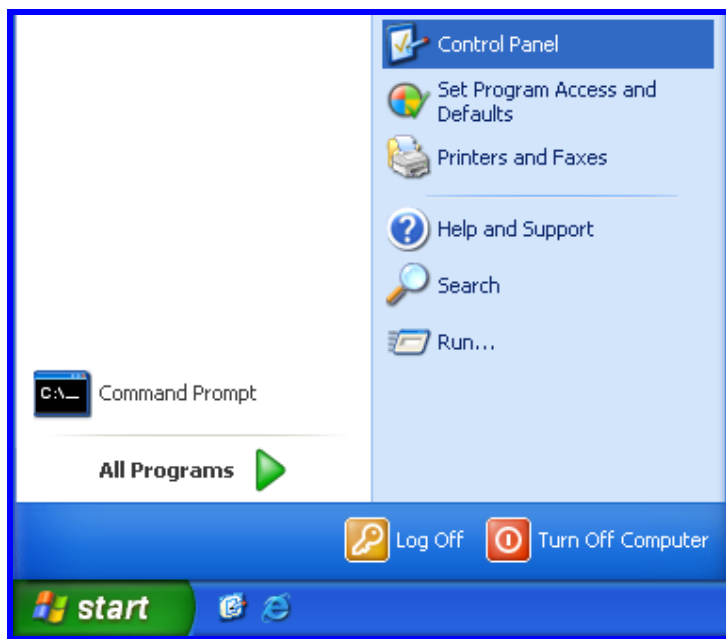 Control Panel
Set Program Access and
Defaults
Printers and Faxes
Help and Support
Search
Run...
C:\_
Command Prompt
All Programs
Log Off
Turn Off Computer
start